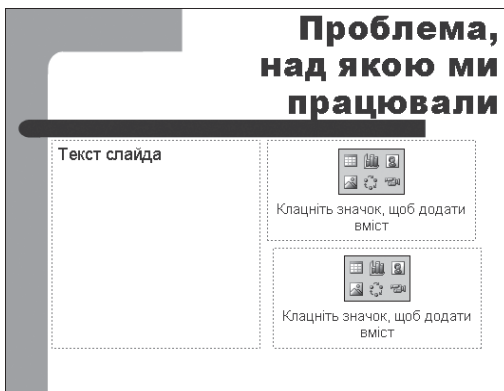 Проблема,
над якою ми
працювали
Текст слайда
Клацніть значок, щоб додати
вміст
Клацніть значок, щоб додати
вміст